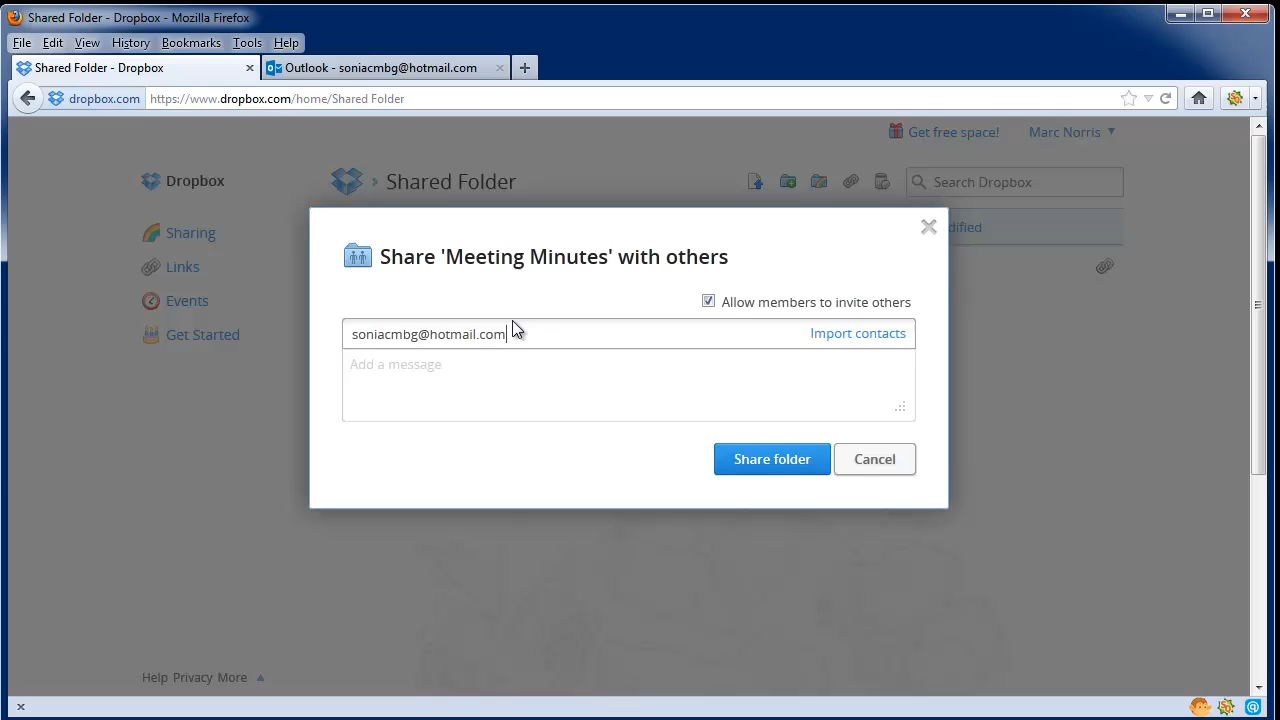 Shared Folder - Dropbox - Mozilla Firefox
File Edit View History Bookmarks Tools Help
Shared Folder - Dropbox
Outlook - soniacmbg@hotmail.com
dropbox.com https://www.dropbox.com/home/Shared Folder
Get free space! Marc Norris
Dropbox
Shared Folder
Search Dropbox
Sharing
Links
Events
Get Started
dified
Share 'Meeting Minutes' with others
Allow members to invite others
soniacmbg@hotmail.com
Import contacts
Add a message
Share folder
Cancel
Help Privacy More